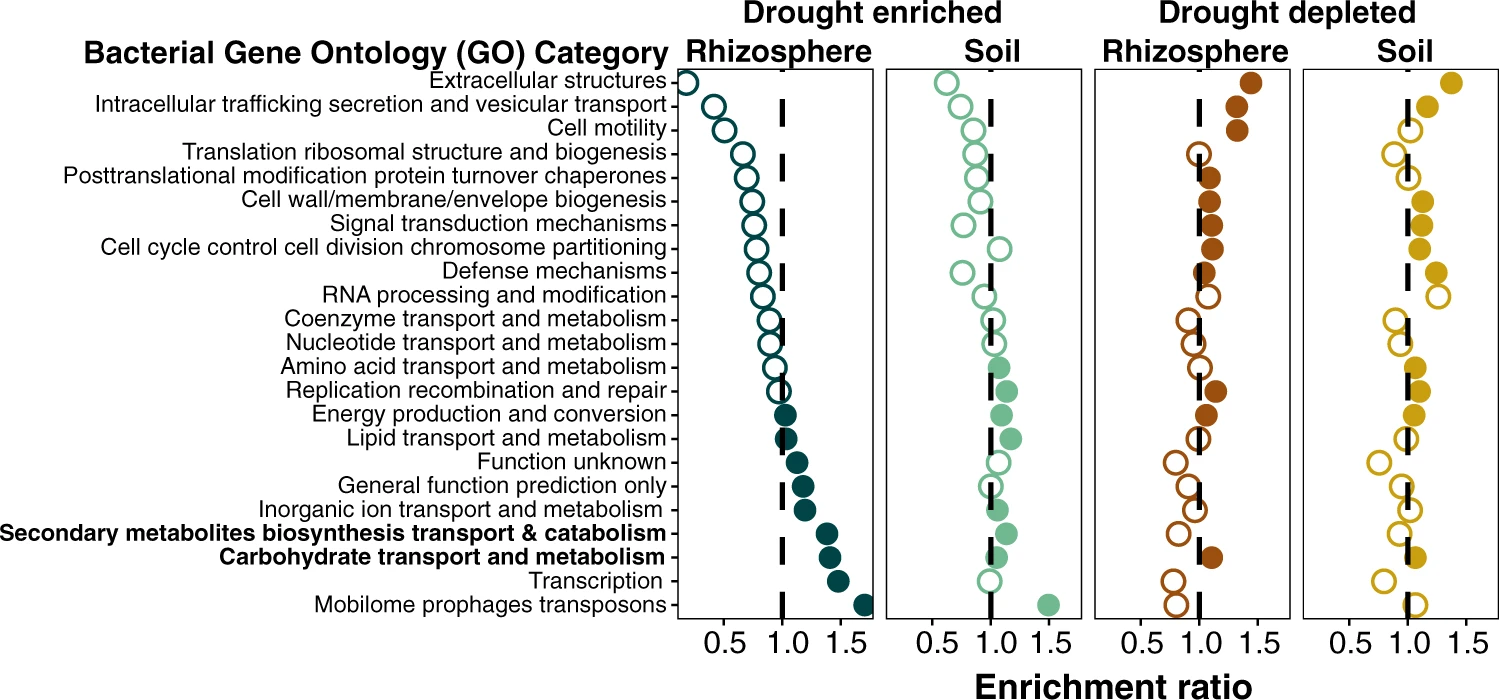 Drought enriched Drought depleted
Bacterial Gene Ontology (GO) Category Rhizosphere Soil Rhizosphere Soil
Extracellular structures
Intracellular trafficking secretion and vesicular transport
Cell motility
Translation ribosomal structure and biogenesis
Posttranslational modification protein turnover chaperones
Cell wall/membrane/envelope biogenesis
Signal transduction mechanisms
Cell cycle control cell division chromosome partitioning
Defense mechanisms
RNA processing and modification
Coenzyme transport and metabolism
Nucleotide transport and metabolism
Amino acid transport and metabolism
Replication recombination and repair
Energy production and conversion
Lipid transport and metabolism
Function unknown
General function prediction only
Inorganic ion transport and metabolism
Secondary metabolites biosynthesis transport & catabolism
Carbohydrate transport and metabolism
Transcription
Mobilome prophages transposons
0.5 1.0 1.5 0.5 1.0 1.5 0.5 1.0 1.5 0.5 1.0 1.5
Enrichment ratio